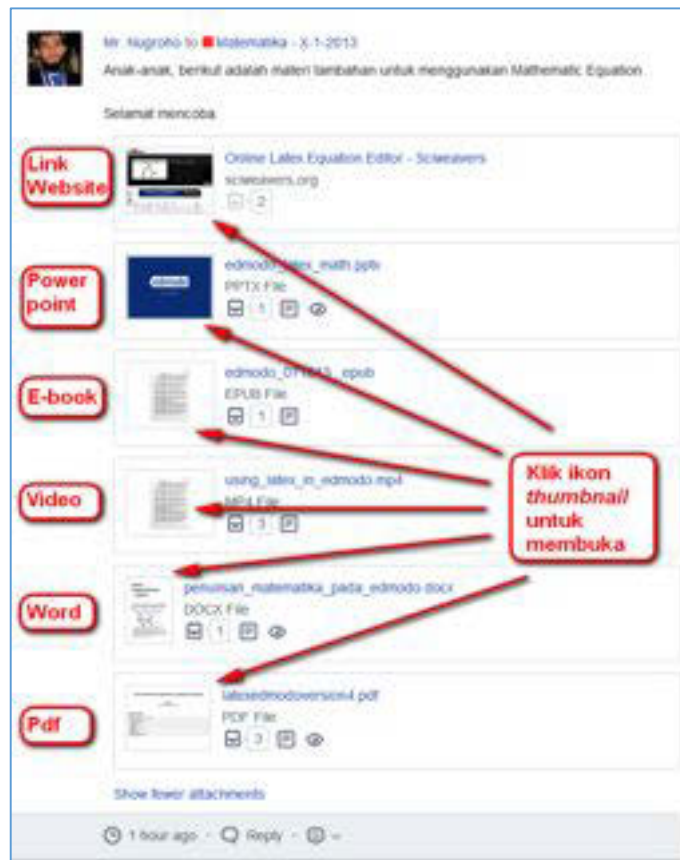 Mr. Nugroho to Matematika - X-1-2013
Anak-anak, berikut adalah materi tambahan untuk menggunakan Mathematic Equation
Selamat mencoba
Link Website
Online Latex Equation Editor - Sciweavers
sciweavers.org
2
Power point
edmodo
edmodo_latex_math.pptx
PPTX File
1
E-book
epub
EPUB File
1
Video
using_latex_in_edmodo.mp4
MP4 File
3
Klik ikon
thumbnail
untuk
membuka
Word
matematika_pada_edmodo.docx
DOCX File
1
Pdf
latexedmodoversion4.pdf
PDF File
3
Show fewer attachments
1 hour ago · Reply ·